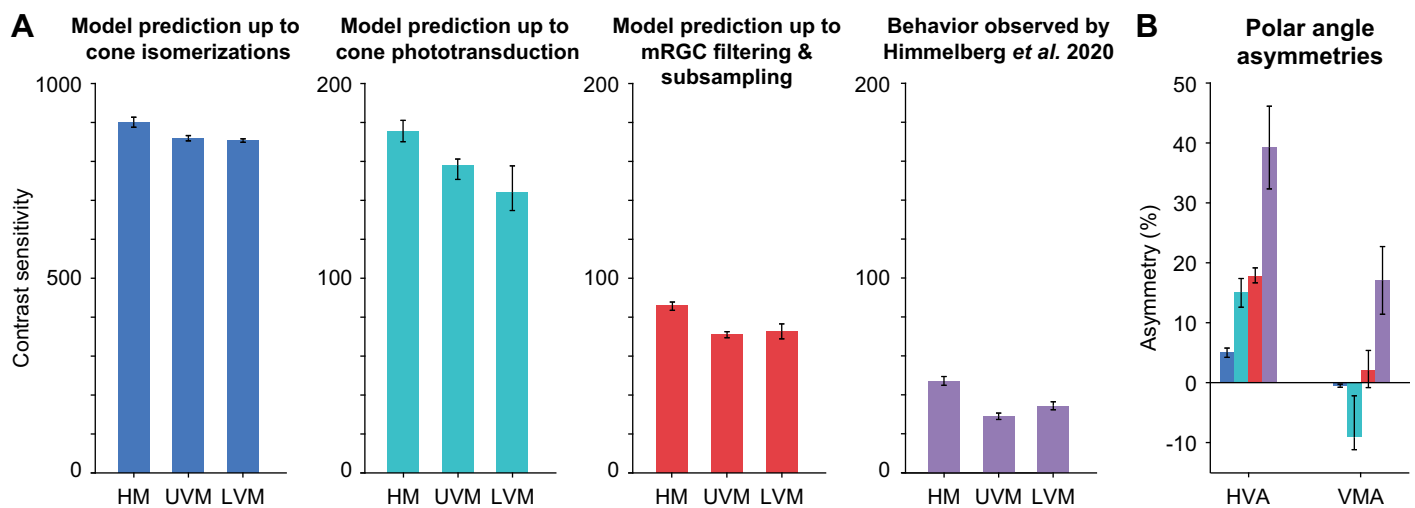 A
Model prediction up to
cone isomerizations
Model prediction up to
cone phototransduction
Model prediction up to
mRGC filtering &
subsampling
Behavior observed by
Himmelberg et al. 2020
B
Polar angle
asymmetries
Contrast sensitivity
1000
500
0
HM UVM LVM
200
100
0
HM UVM LVM
200
100
0
HM UVM LVM
200
100
0
HM UVM LVM
Asymmetry (%)
50
40
30
20
10
0
-10
HVA VMA